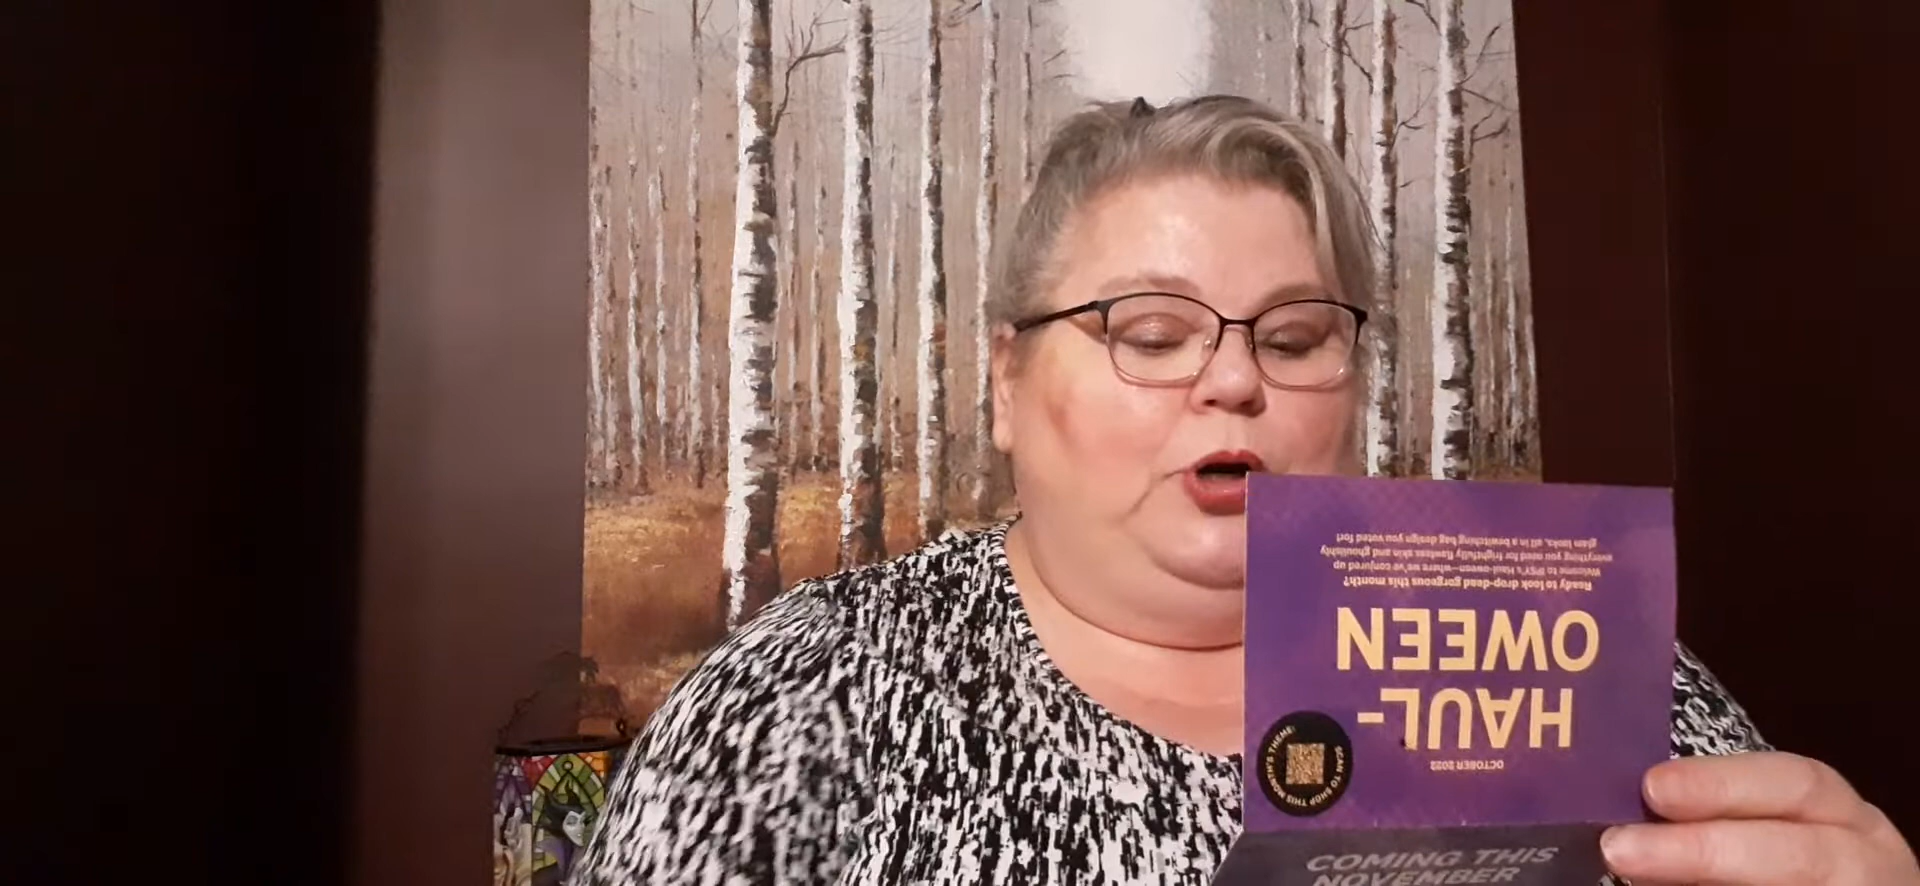 OCTOBER 2022
HAUL-
OWEEN
Ready to look drop-dead gorgeous this month?
Welcome to IPSY's Haul-oween—where we've conjured up
everything you need for frightfully flawless skin and ghoulishly
glam looks, all in a bewitching bag design you voted for!
SCAN TO SHOP THIS MONTH'S THEME:
COMING THIS
NOVEMBER